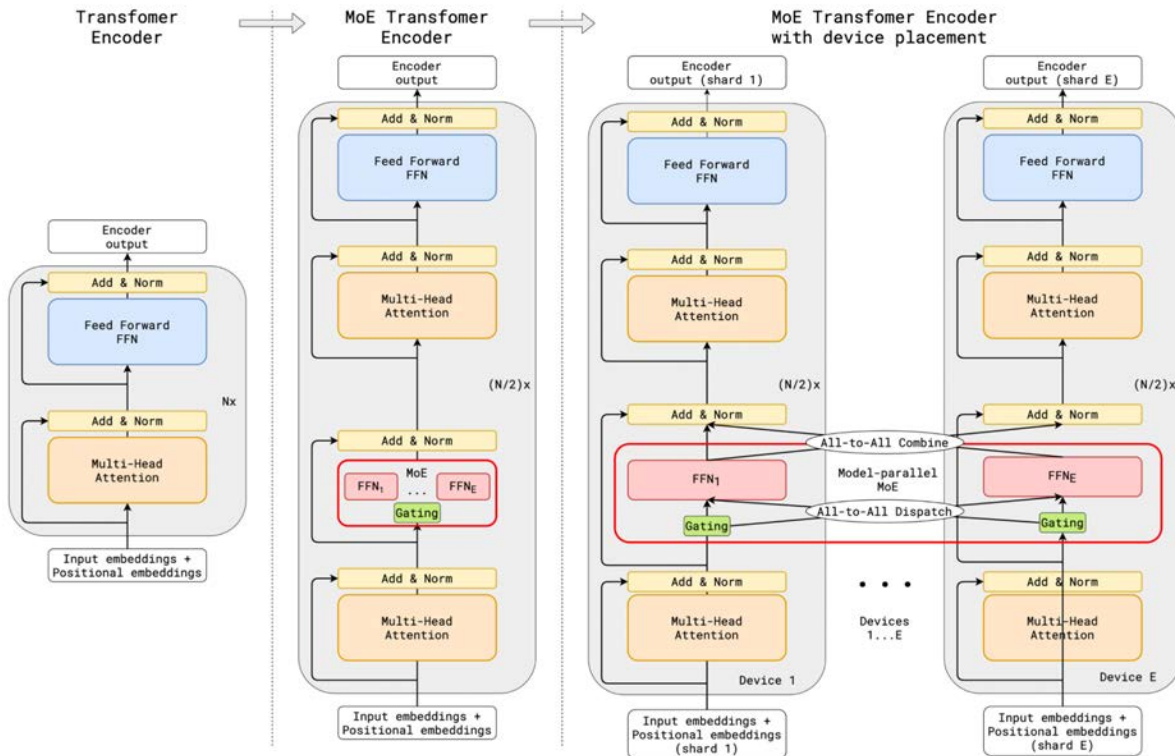 Transfomer
Encoder
Encoder
output
Add & Norm
Feed Forward
FFN
Nx
Add & Norm
Multi-Head
Attention
Input embeddings +
Positional embeddings
MoE Transfomer
Encoder
Encoder
output
Add & Norm
Feed Forward
FFN
Add & Norm
Multi-Head
Attention
(N/2)x
Add & Norm
MoE
FFN1 ... FFNE
Gating
Add & Norm
Multi-Head
Attention
Input embeddings +
Positional embeddings
MoE Transfomer Encoder
with device placement
Encoder
output (shard 1)
Add & Norm
Feed Forward
FFN
Add & Norm
Multi-Head
Attention
(N/2)x
Add & Norm
FFN1
Gating
Add & Norm
Multi-Head
Attention
Device 1
Input embeddings +
Positional embeddings
(shard 1)
All-to-All Combine
Model-parallel
MoE
All-to-All Dispatch
Devices
1...E
Encoder
output (shard E)
Add & Norm
Feed Forward
FFN
Add & Norm
Multi-Head
Attention
(N/2)x
Add & Norm
FFNE
Gating
Add & Norm
Multi-Head
Attention
Device E
Input embeddings +
Positional embeddings
(shard E)